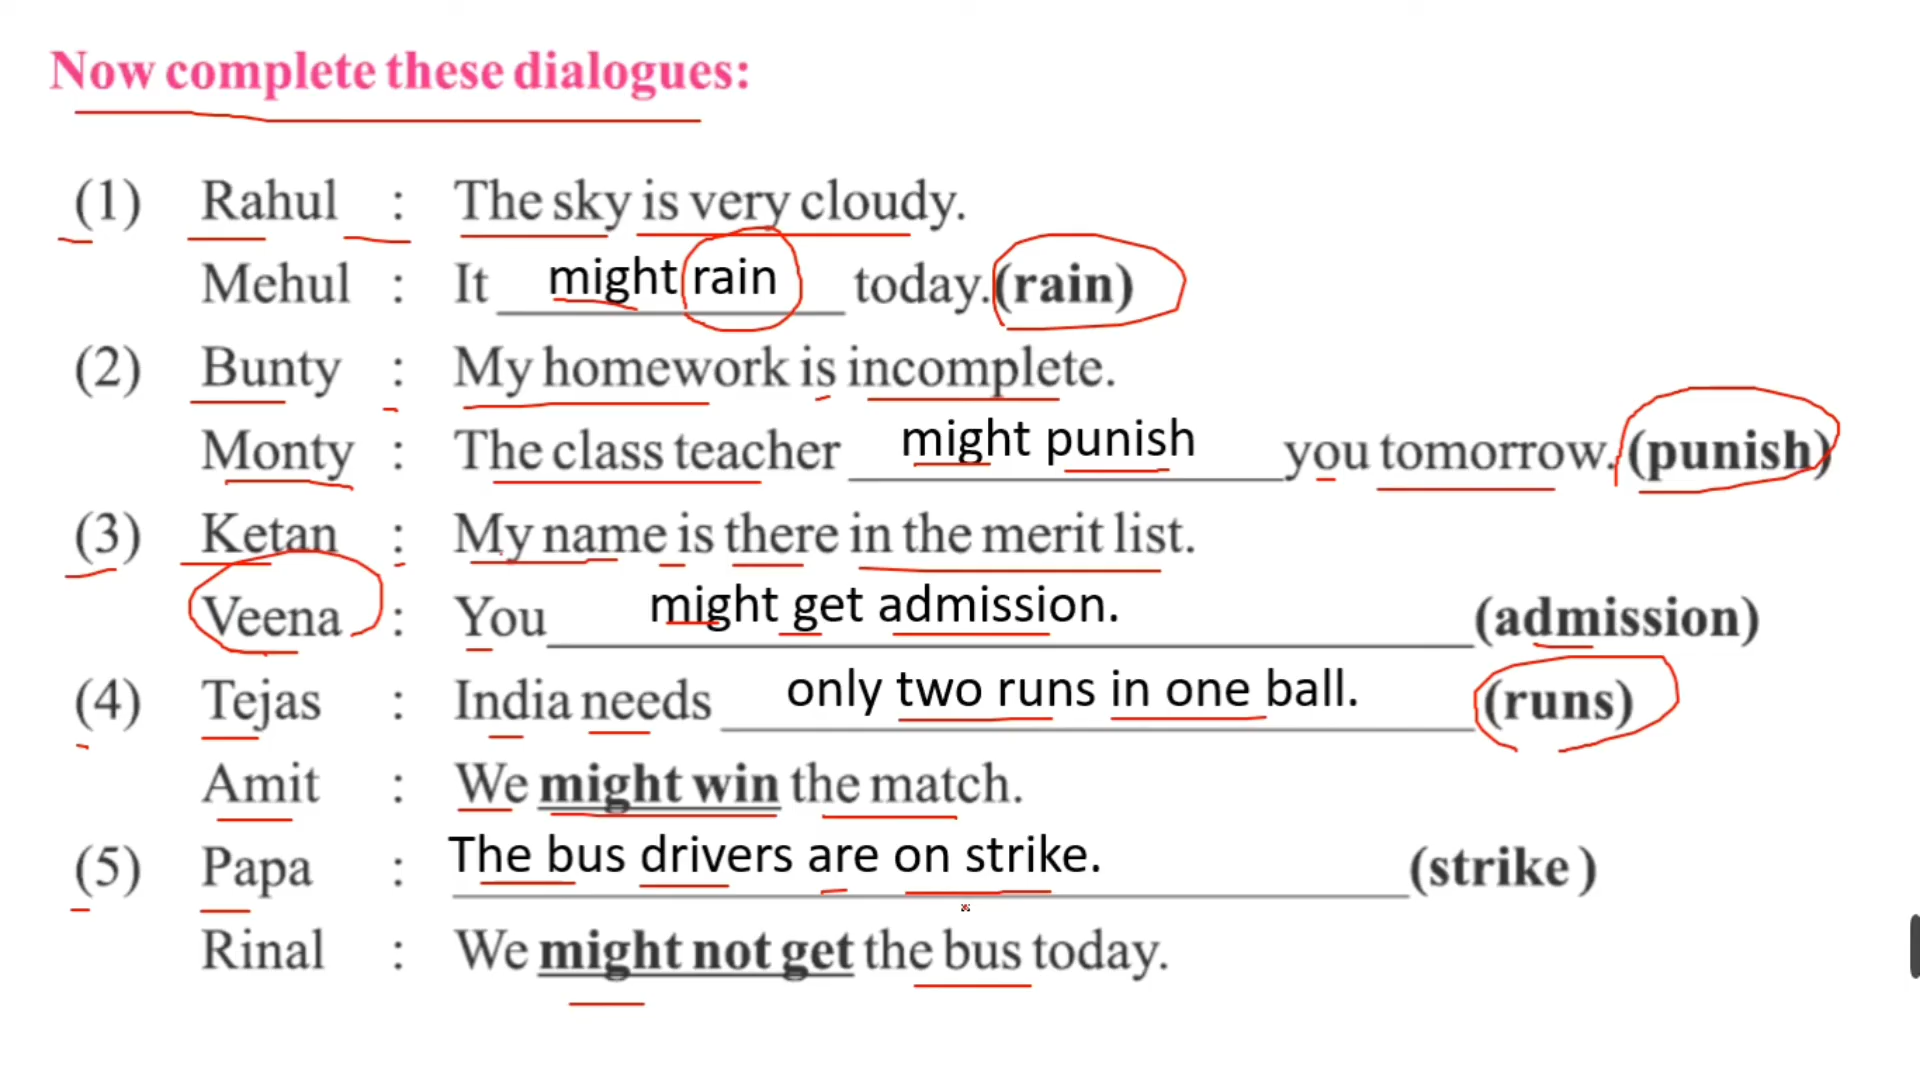 Now complete these dialogues:
(1) Rahul : The sky is very cloudy.
Mehul : It might rain today.(rain)
(2) Bunty : My homework is incomplete.
Monty : The class teacher might punish you tomorrow. (punish)
(3) Ketan : My name is there in the merit list.
Veena : You might get admission. (admission)
(4) Tejas : India needs only two runs in one ball. (runs)
Amit : We might win the match.
(5) Papa : The bus drivers are on strike. (strike )
Rinal : We might not get the bus today.